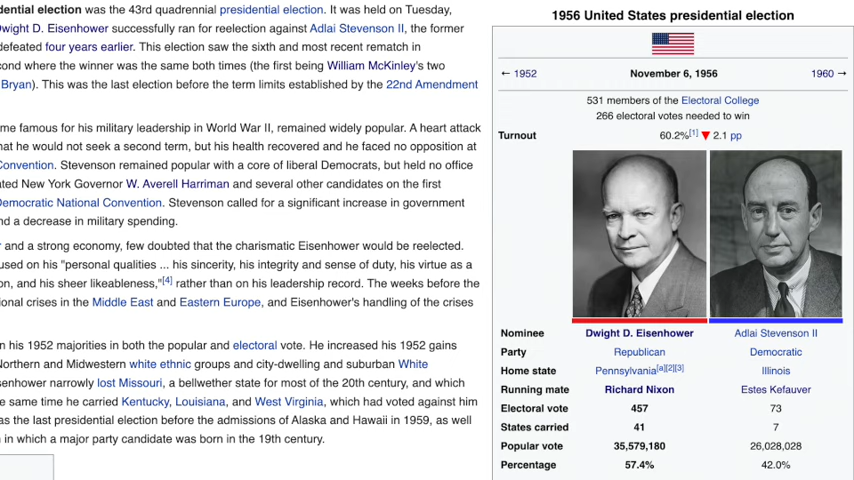 dential election was the 43rd quadrennial presidential election. It was held on Tuesday,
Dwight D. Eisenhower successfully ran for reelection against Adlai Stevenson II, the former
defeated four years earlier. This election saw the sixth and most recent rematch in
cond where the winner was the same both times (the first being William McKinley's two
Bryan). This was the last election before the term limits established by the 22nd Amendment
me famous for his military leadership in World War II, remained widely popular. A heart attack
hat he would not seek a second term, but his health recovered and he faced no opposition at
Convention. Stevenson remained popular with a core of liberal Democrats, but held no office
ated New York Governor W. Averell Harriman and several other candidates on the first
Democratic National Convention. Stevenson called for a significant increase in government
nd a decrease in military spending.
and a strong economy, few doubted that the charismatic Eisenhower would be reelected.
used on his "personal qualities ... his sincerity, his integrity and sense of duty, his virtue as a
on, and his sheer likeableness,"[4] rather than on his leadership record. The weeks before the
ional crises in the Middle East and Eastern Europe, and Eisenhower's handling of the crises
n his 1952 majorities in both the popular and electoral vote. He increased his 1952 gains
Northern and Midwestern white ethnic groups and city-dwelling and suburban White
senhower narrowly lost Missouri, a bellwether state for most of the 20th century, and which
e same time he carried Kentucky, Louisiana, and West Virginia, which had voted against him
as the last presidential election before the admissions of Alaska and Hawaii in 1959, as well
n in which a major party candidate was born in the 19th century.
1956 United States presidential election
← 1952 November 6, 1956 1960 →
531 members of the Electoral College
266 electoral votes needed to win
Turnout 60.2%[1] ▼ 2.1 pp
Nominee Dwight D. Eisenhower Adlai Stevenson II
Party Republican Democratic
Home state Pennsylvania[a][2][3] Illinois
Running mate Richard Nixon Estes Kefauver
Electoral vote 457 73
States carried 41 7
Popular vote 35,579,180 26,028,028
Percentage 57.4% 42.0%